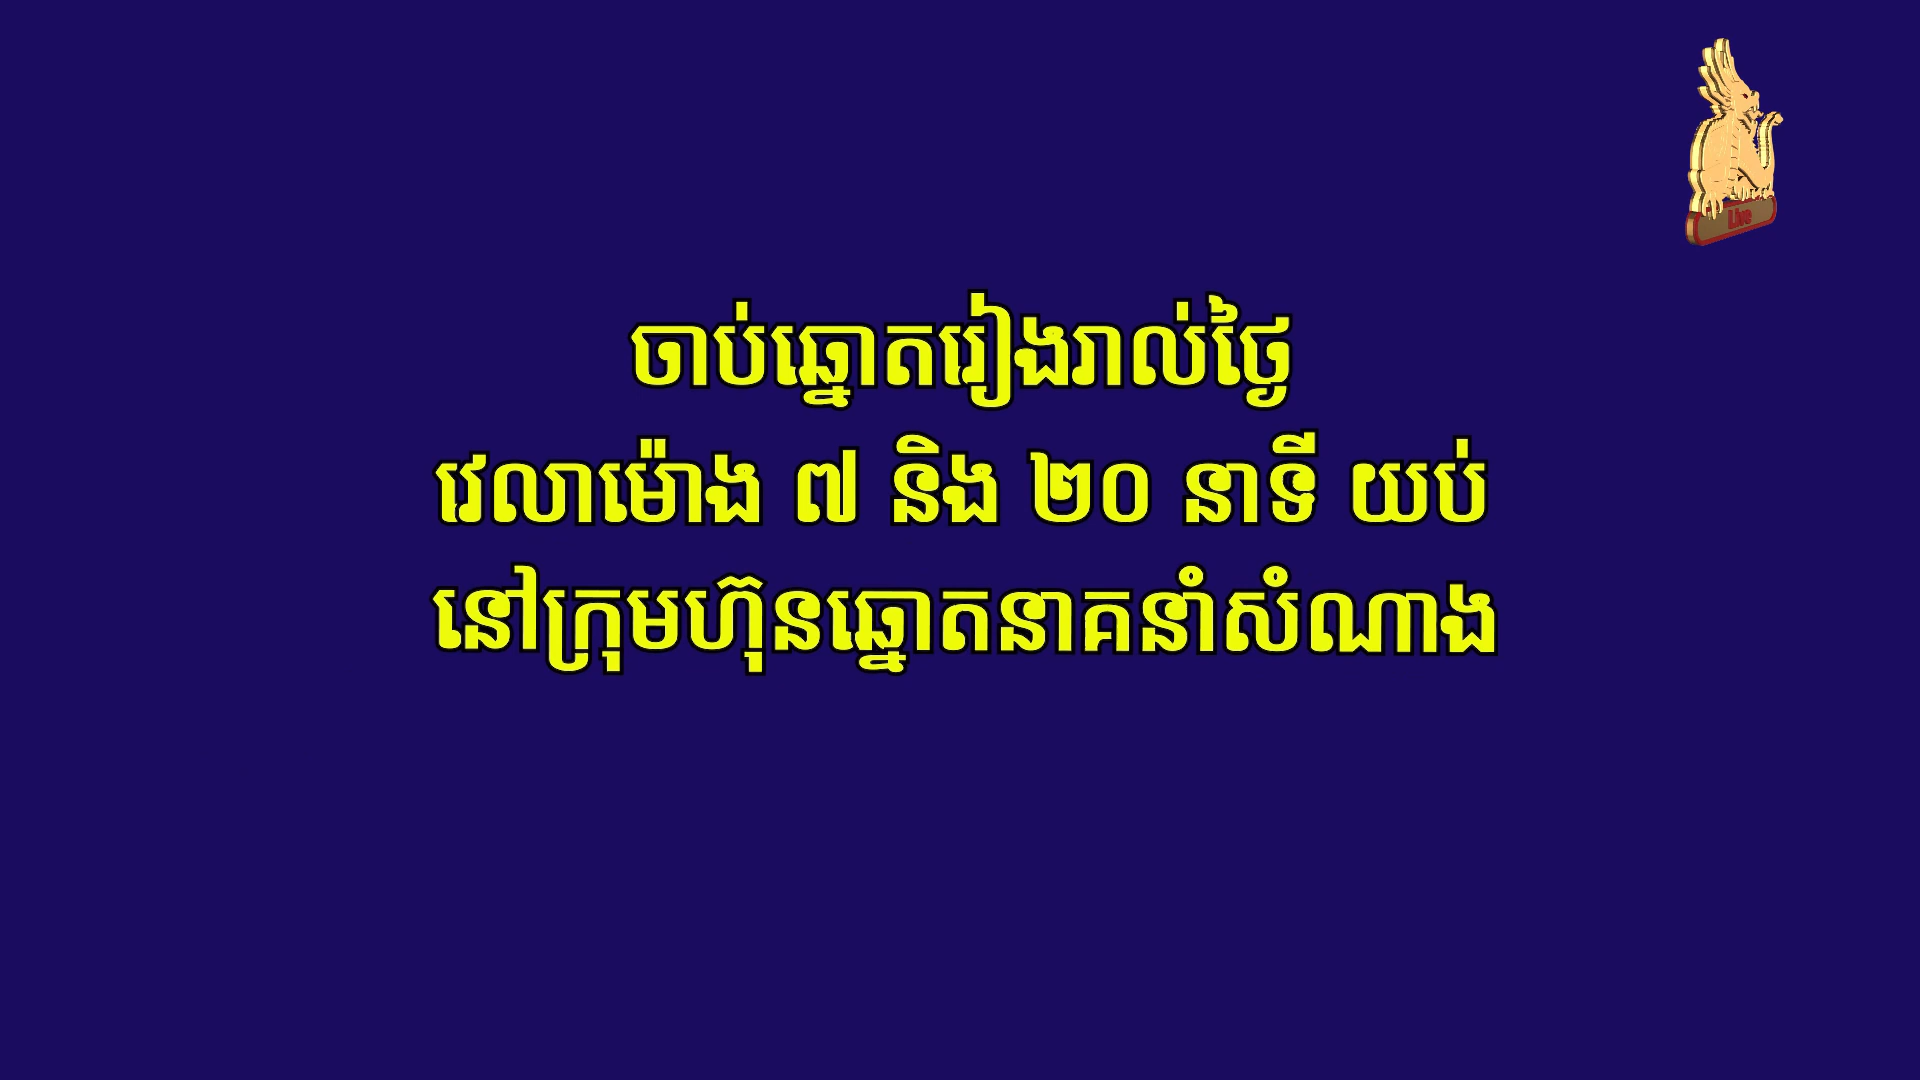 Live
ចាប់ឆ្នោតរៀងរាល់ថ្ងៃ
វេលាម៉ោង ៧ និង ២០ នាទី យប់
នៅក្រុមហ៊ុនឆ្នោតនាគនាំសំណាង